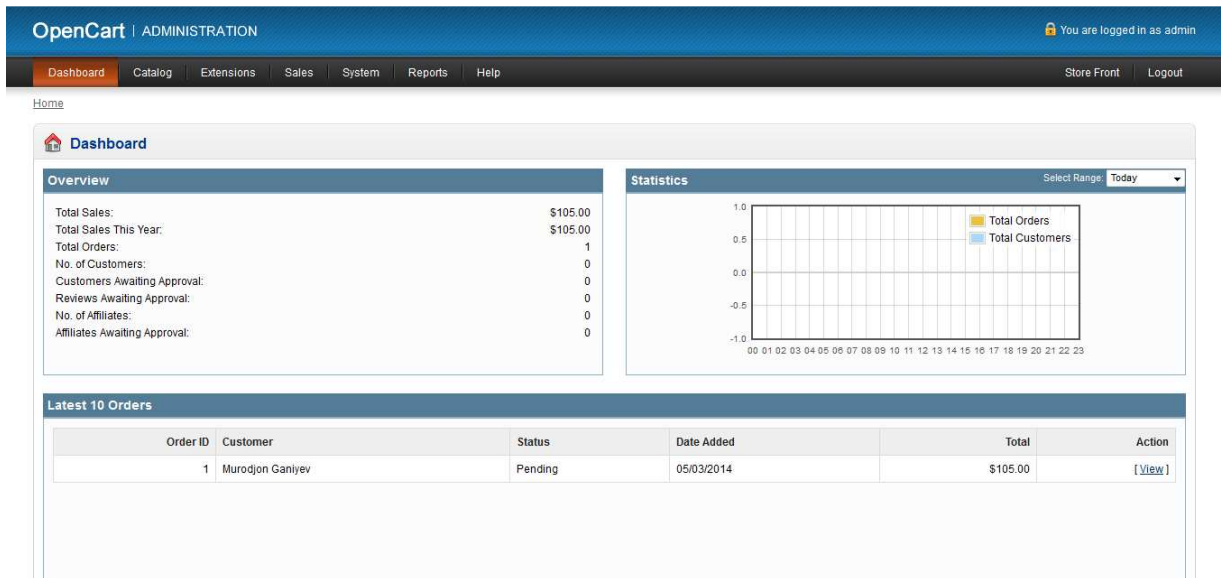 OpenCart | ADMINISTRATION
You are logged in as admin
Dashboard Catalog Extensions Sales System Reports Help Store Front Logout
Home
Dashboard
Overview
Total Sales: $105.00
Total Sales This Year: $105.00
Total Orders: 1
No. of Customers: 0
Customers Awaiting Approval: 0
Reviews Awaiting Approval: 0
No. of Affiliates: 0
Affiliates Awaiting Approval: 0
Statistics Select Range: Today
1.0
0.5
0.0
-0.5
-1.0
Total Orders
Total Customers
00 01 02 03 04 05 06 07 08 09 10 11 12 13 14 15 16 17 18 19 20 21 22 23
Latest 10 Orders
Order ID Customer Status Date Added Total Action
1 Murodjon Ganiyev Pending 05/03/2014 $105.00 [ View ]